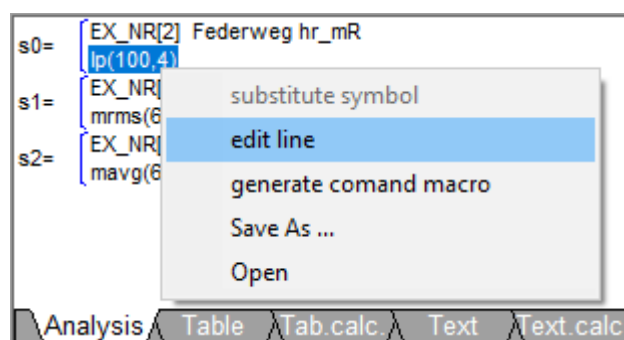 s0= EX_NR[2] Federweg hr_mR
lp(100,4)
s1= EX_NR[
mrms(6
s2= EX_NR[
mavg(6
substitute symbol
edit line
generate comand macro
Save As ...
Open
Analysis Table Tab.calc. Text Text.calc